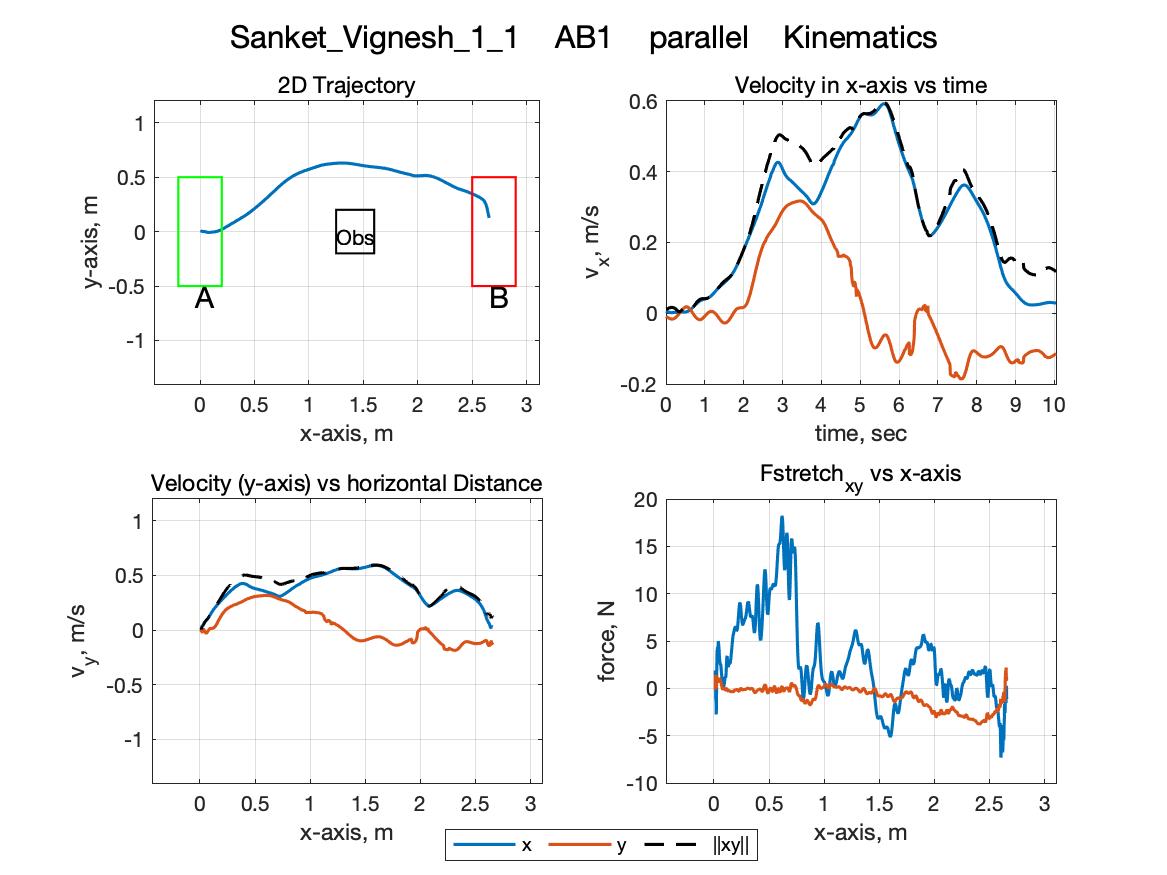 Sanket_Vignesh_1_1 AB1 parallel Kinematics
2D Trajectory
1
0.5
0
-0.5
-1
y-axis, m
Obs
A
B
0 0.5 1 1.5 2 2.5 3
x-axis, m
Velocity in x-axis vs time
0.6
0.4
0.2
0
-0.2
v_x, m/s
0 1 2 3 4 5 6 7 8 9 10
time, sec
Velocity (y-axis) vs horizontal Distance
1
0.5
0
-0.5
-1
v_y, m/s
0 0.5 1 1.5 2 2.5 3
x-axis, m
Fstretch_xy vs x-axis
20
15
10
5
0
-5
-10
force, N
0 0.5 1 1.5 2 2.5 3
x-axis, m
x y ||xy||